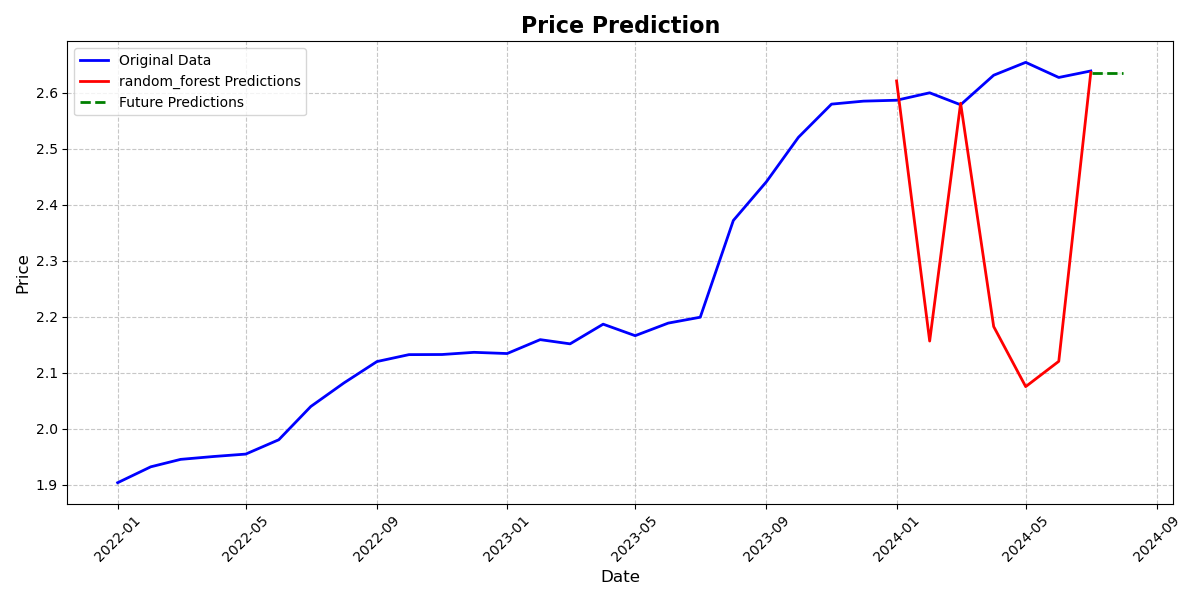 Price Prediction
Original Data
random_forest Predictions
Future Predictions
Price
2.6
2.5
2.4
2.3
2.2
2.1
2.0
1.9
2022-01
2022-05
2022-09
2023-01
2023-05
2023-09
2024-01
2024-05
2024-09
Date